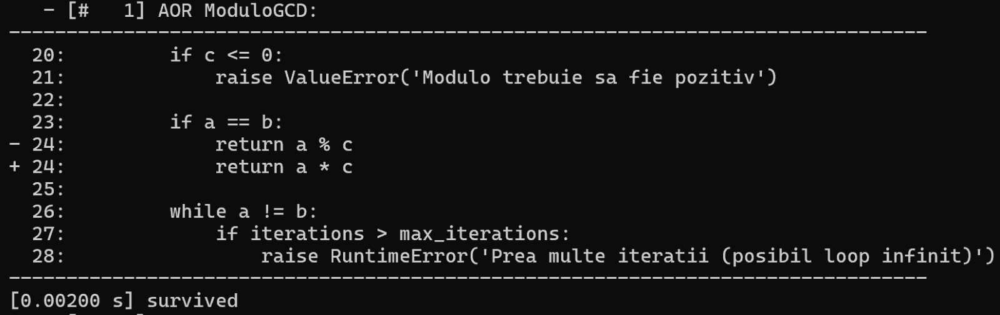 - [#   1] AOR ModuloGCD:
--------------------------------------------------------------------------------
  20:         if c <= 0:
  21:             raise ValueError('Modulo trebuie sa fie pozitiv')
  22:
  23:         if a == b:
- 24:             return a % c
+ 24:             return a * c
  25:
  26:         while a != b:
  27:             if iterations > max_iterations:
  28:                 raise RuntimeError('Prea multe iteratii (posibil loop infinit)')
--------------------------------------------------------------------------------
[0.00200 s] survived